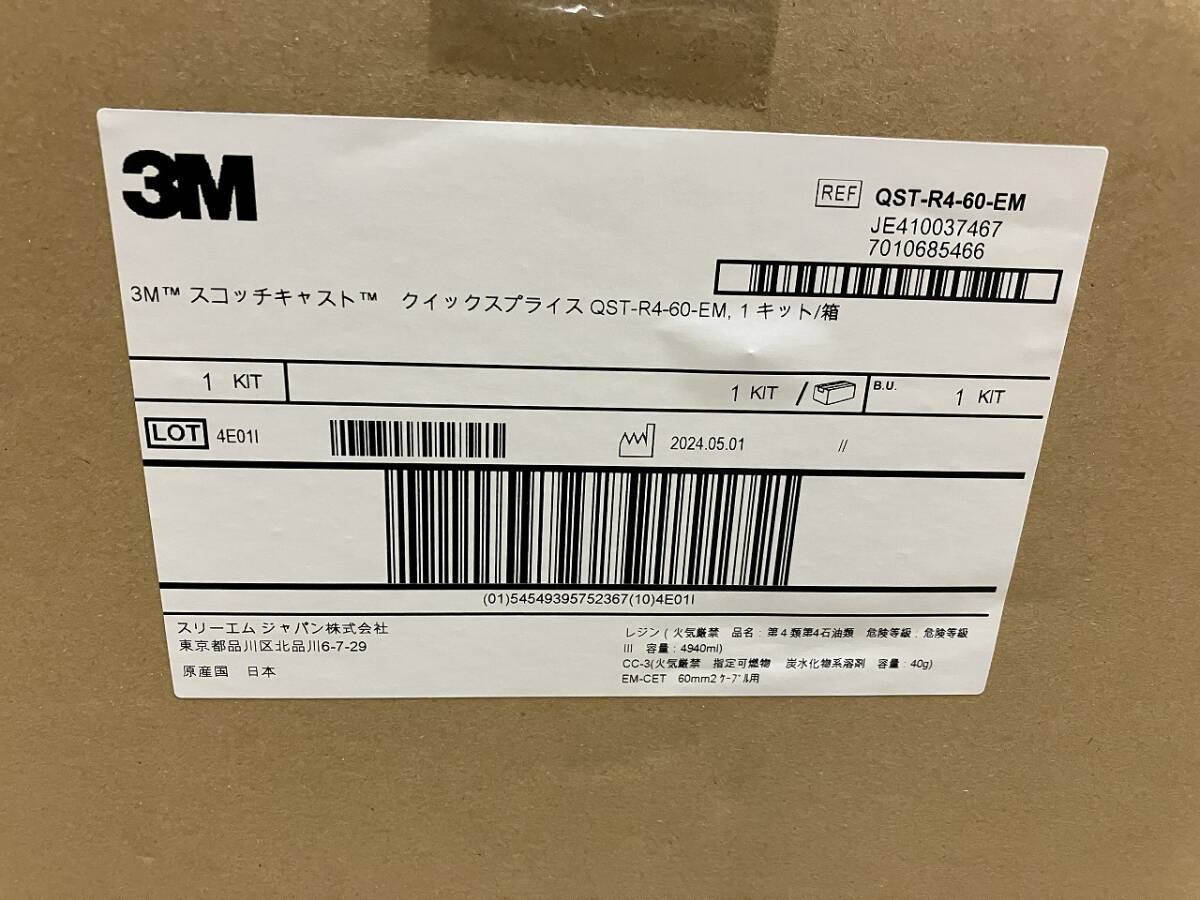 3M
REF QST-R4-60-EM
JE410037467
7010685466
3M™ スコッチキャスト™ クイックスプライス QST-R4-60-EM, 1 キット/箱
1 KIT
1 KIT /
B.U. 1 KIT
LOT 4E01I
2024.05.01 //
(01)54549395752367(10)4E01I
スリーエム ジャパン株式会社
東京都品川区北品川6-7-29
原産国 日本
レジン ( 火気厳禁 品名 : 第４類第4石油類 危険等級 : 危険等級
III 容量 : 4940ml)
CC-3(火気厳禁 指定可燃物 炭水化物系溶剤 容量 : 40g)
EM-CET 60mm2 ｹｰﾌﾞﾙ用